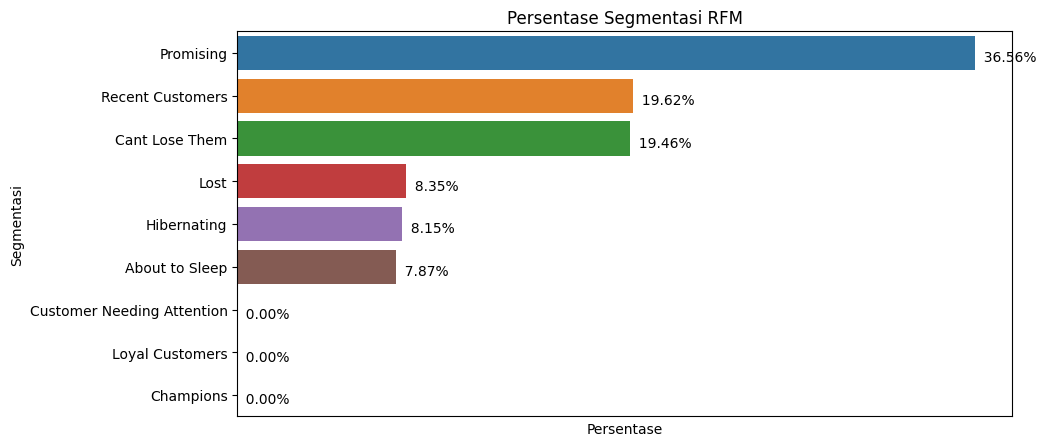 Persentase Segmentasi RFM
Segmentasi
Promising 36.56%
Recent Customers 19.62%
Cant Lose Them 19.46%
Lost 8.35%
Hibernating 8.15%
About to Sleep 7.87%
Customer Needing Attention 0.00%
Loyal Customers 0.00%
Champions 0.00%
Persentase